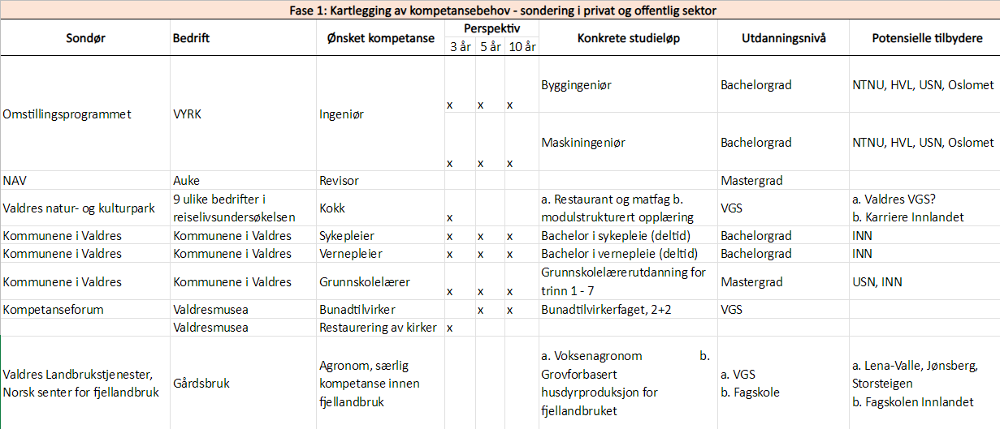 Fase 1: Kartlegging av kompetansebehov - sondering i privat og offentlig sektor
Sondør Bedrift Ønsket kompetanse Perspektiv Konkrete studieløp Utdanningsnivå Potensielle tilbydere
3 år 5 år 10 år
Omstillingsprogrammet VYRK Ingeniør
x x x Byggingeniør Bachelorgrad NTNU, HVL, USN, Oslomet
x x x Maskiningeniør Bachelorgrad NTNU, HVL, USN, Oslomet
NAV Auke Revisor Mastergrad
Valdres natur- og kulturpark
9 ulike bedrifter i
reiselivsundersøkelsen
Kokk x
a. Restaurant og matfag b.
modulstrukturert opplæring
VGS
a. Valdres VGS?
b. Karriere Innlandet
Kommunene i Valdres Kommunene i Valdres Sykepleier x x x Bachelor i sykepleie (deltid) Bachelorgrad INN
Kommunene i Valdres Kommunene i Valdres Vernepleier x x x Bachelor i vernepleie (deltid) Bachelorgrad INN
Kommunene i Valdres Kommunene i Valdres Grunnskolelærer x x x
Grunnskolelærerutdanning for
trinn 1 - 7
Mastergrad USN, INN
Kompetanseforum Valdresmusea Bunadtilvirker x x Bunadtilvirkerfaget, 2+2 VGS
Valdresmusea Restaurering av kirker x
Valdres Landbrukstjenester,
Norsk senter for fjellandbruk
Gårdsbruk
Agronom, særlig
kompetanse innen
fjellandbruk
a. Voksenagronom b.
Grovforbasert
husdyrproduksjon for
fjellandbruket
a. VGS
b. Fagskole
a. Lena-Valle, Jønsberg,
Storsteigen
b. Fagskolen Innlandet